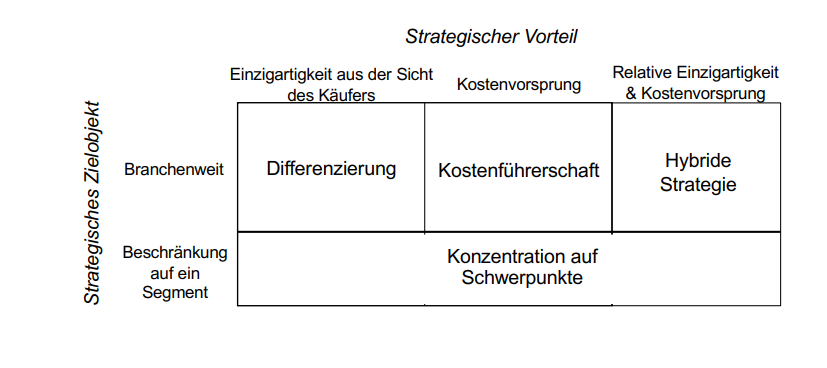 Strategischer Vorteil
Einzigartigkeit aus der Sicht
des Käufers
Kostenvorsprung
Relative Einzigartigkeit
& Kostenvorsprung
Strategisches Zielobjekt
Branchenweit
Differenzierung
Kostenführerschaft
Hybride
Strategie
Beschränkung
auf ein
Segment
Konzentration auf
Schwerpunkte